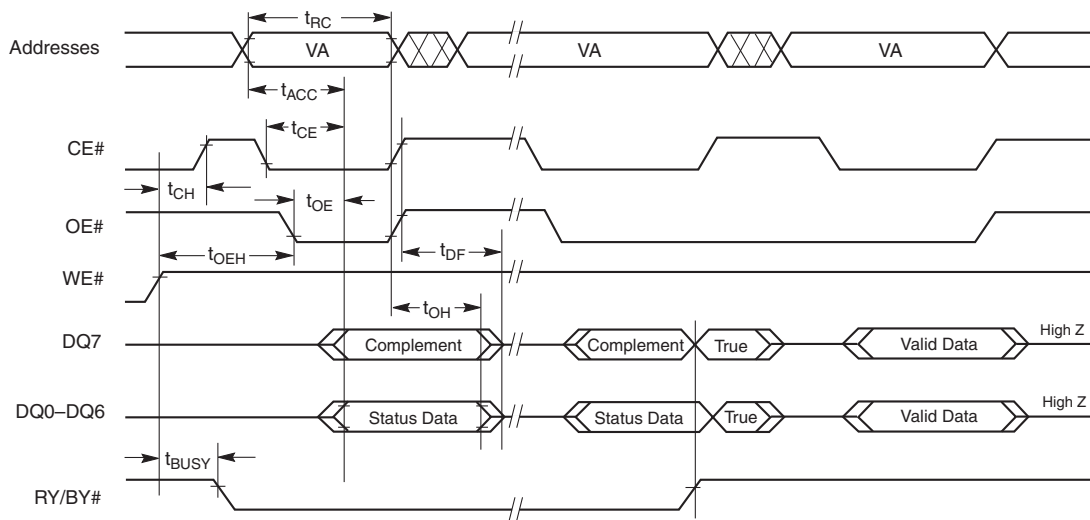 tRC
Addresses VA VA VA
tACC
tCE
CE#
tCH
tOE
OE#
tDF
tOEH
WE#
tOH
DQ7 Complement Complement True Valid Data High Z
DQ0–DQ6 Status Data Status Data True Valid Data High Z
tBUSY
RY/BY#